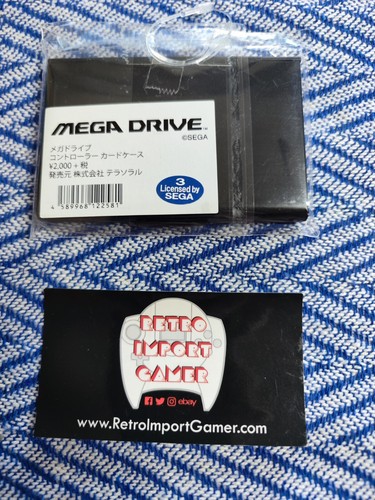 MEGA DRIVE™
©SEGA
メガドライブ
コントローラー カードケース
¥2,000 + 税
発売元 株式会社 テラソラル
4 589968 122581
3
Licensed by
SEGA
RETRO
IMPORT
GAMER
ebay
www.RetroImportGamer.com